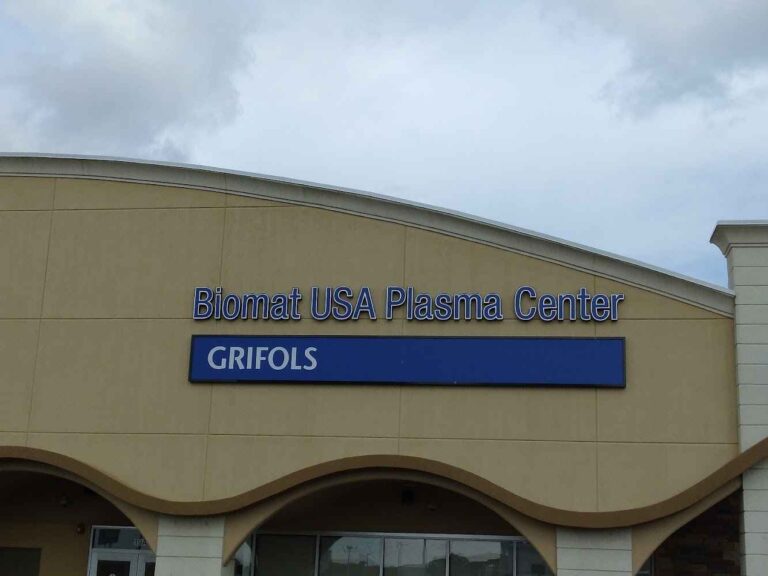 Biomat USA Plasma Center
GRIFOLS